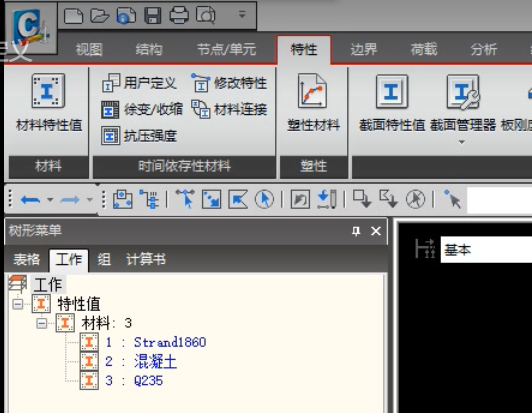 定义
视图 结构 节点/单元 特性 边界 荷载 分析
用户定义 修改特性
材料特性值 徐变/收缩 材料连接 塑性材料 截面特性值 截面管理器 板刚度
抗压强度
材料 时间依存性材料 塑性
树形菜单
表格 工作 组 计算书
基本
工作
特性值
材料: 3
1 : Strand1860
2 : 混凝土
3 : Q235